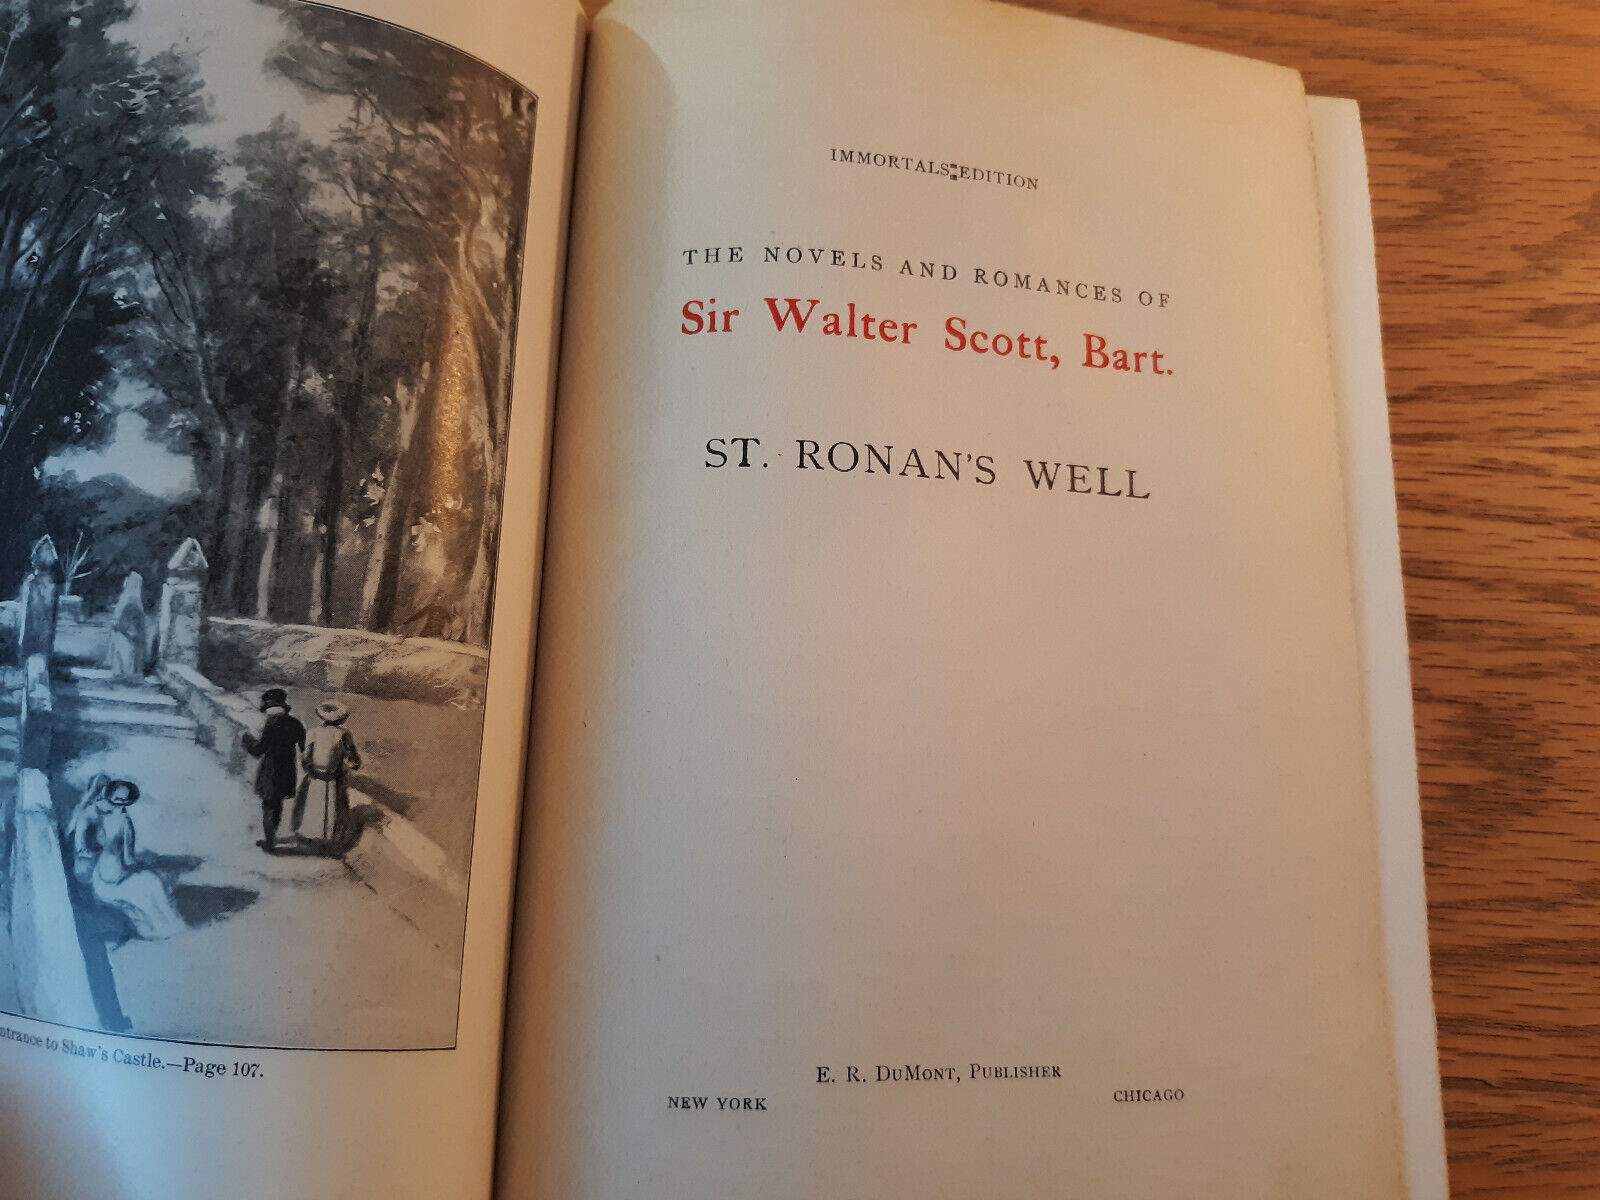 ntrance to Shaw's Castle.—Page 107.
IMMORTALS EDITION
THE NOVELS AND ROMANCES OF
Sir Walter Scott, Bart.
ST. RONAN'S WELL
E. R. DuMont, Publisher
NEW YORK CHICAGO